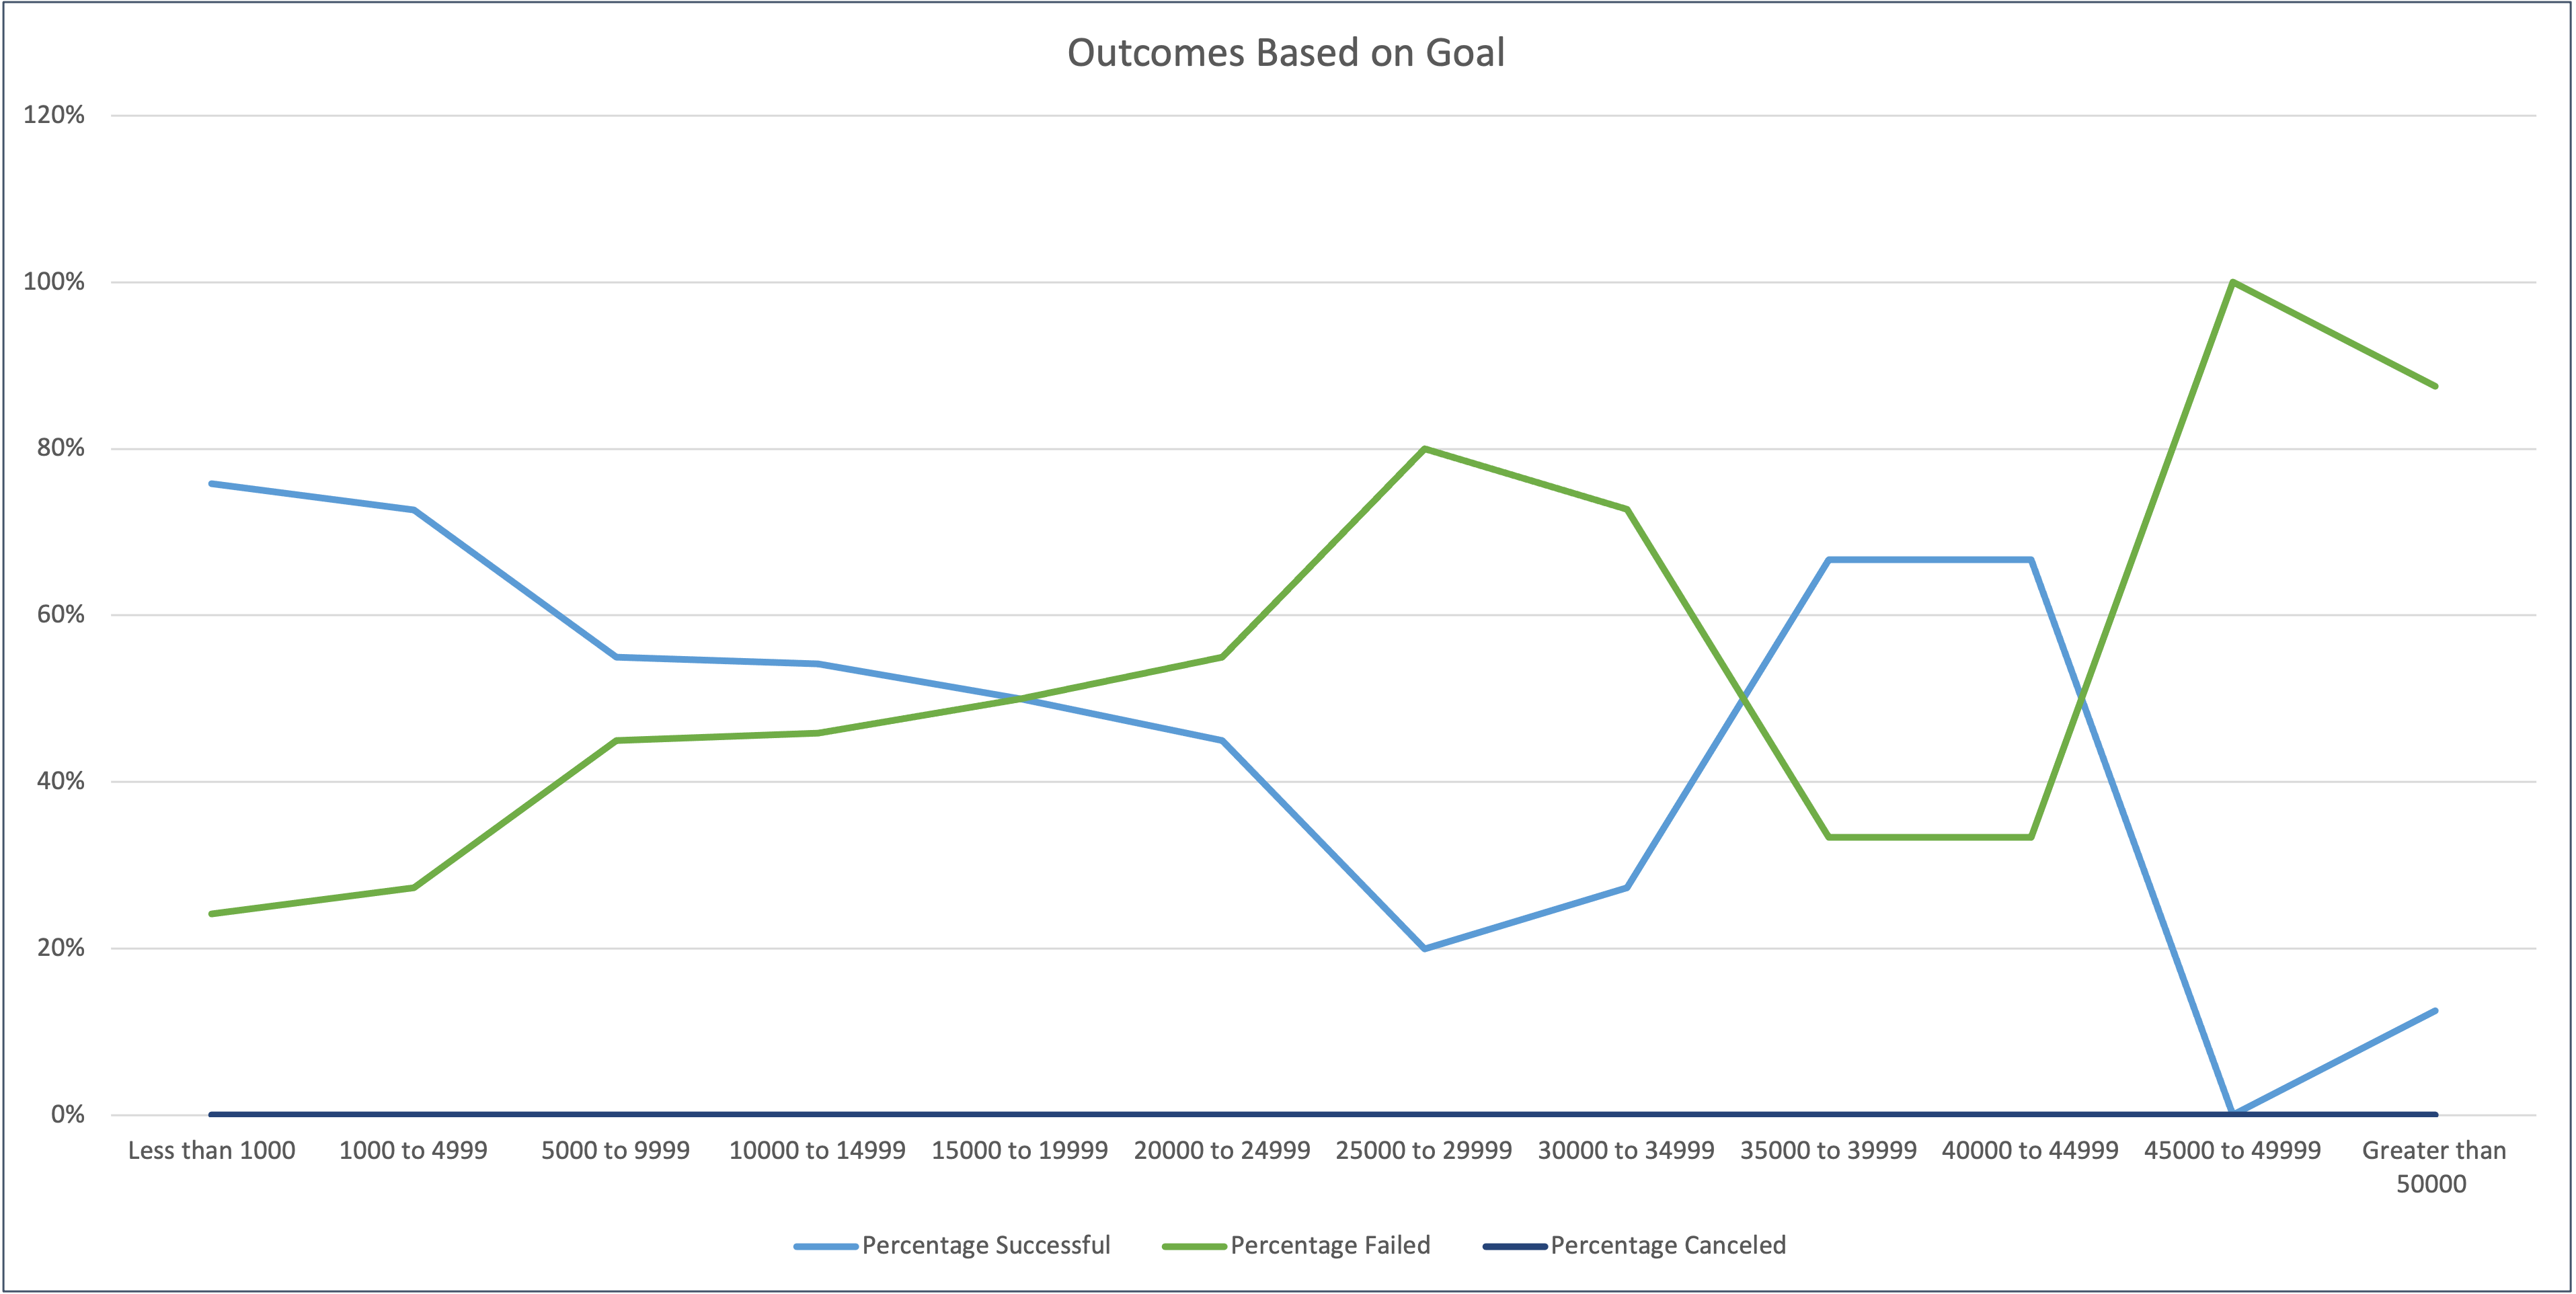 Outcomes Based on Goal
120%
100%
80%
60%
40%
20%
0%
Less than 1000
1000 to 4999
5000 to 9999
10000 to 14999
15000 to 19999
20000 to 24999
25000 to 29999
30000 to 34999
35000 to 39999
40000 to 44999
45000 to 49999
Greater than
50000
Percentage Successful
Percentage Failed
Percentage Canceled